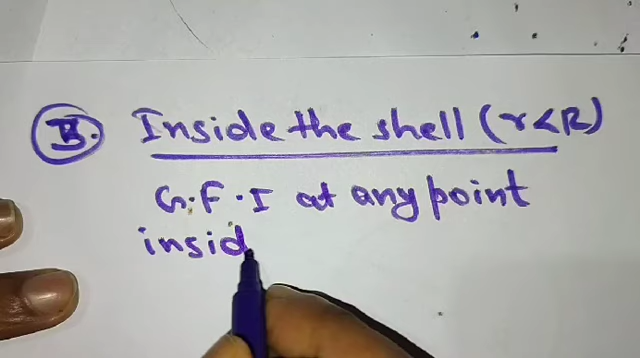 B. Inside the shell (r<R)
G.F.I at any point
insid